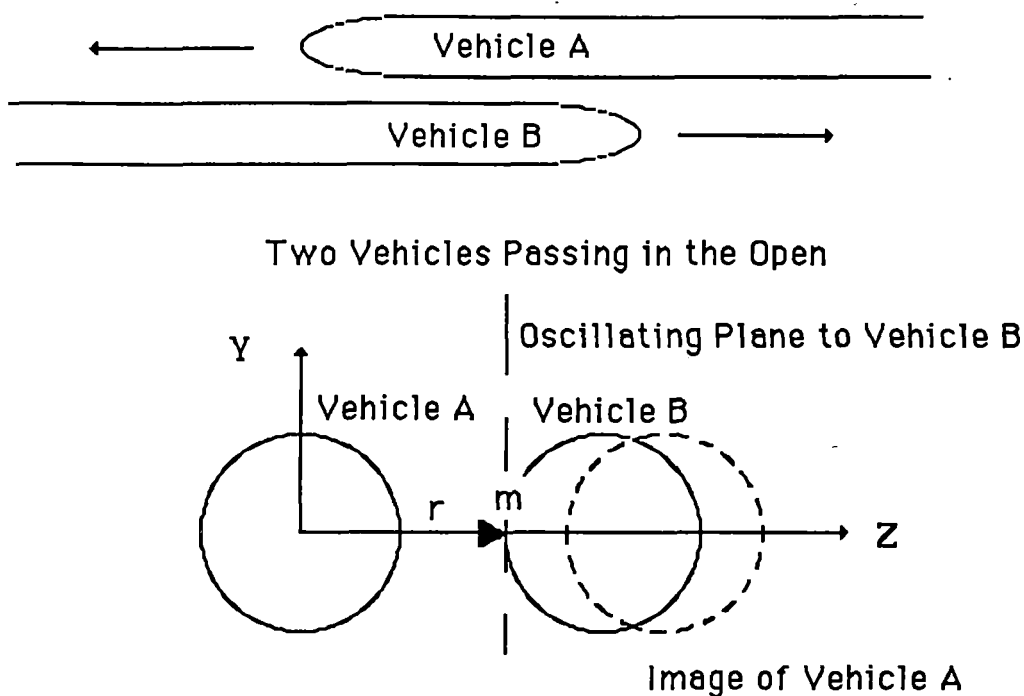 Vehicle A
Vehicle B
Two Vehicles Passing in the Open
Oscillating Plane to Vehicle B
Y
Vehicle A
Vehicle B
r
m
Z
Image of Vehicle A